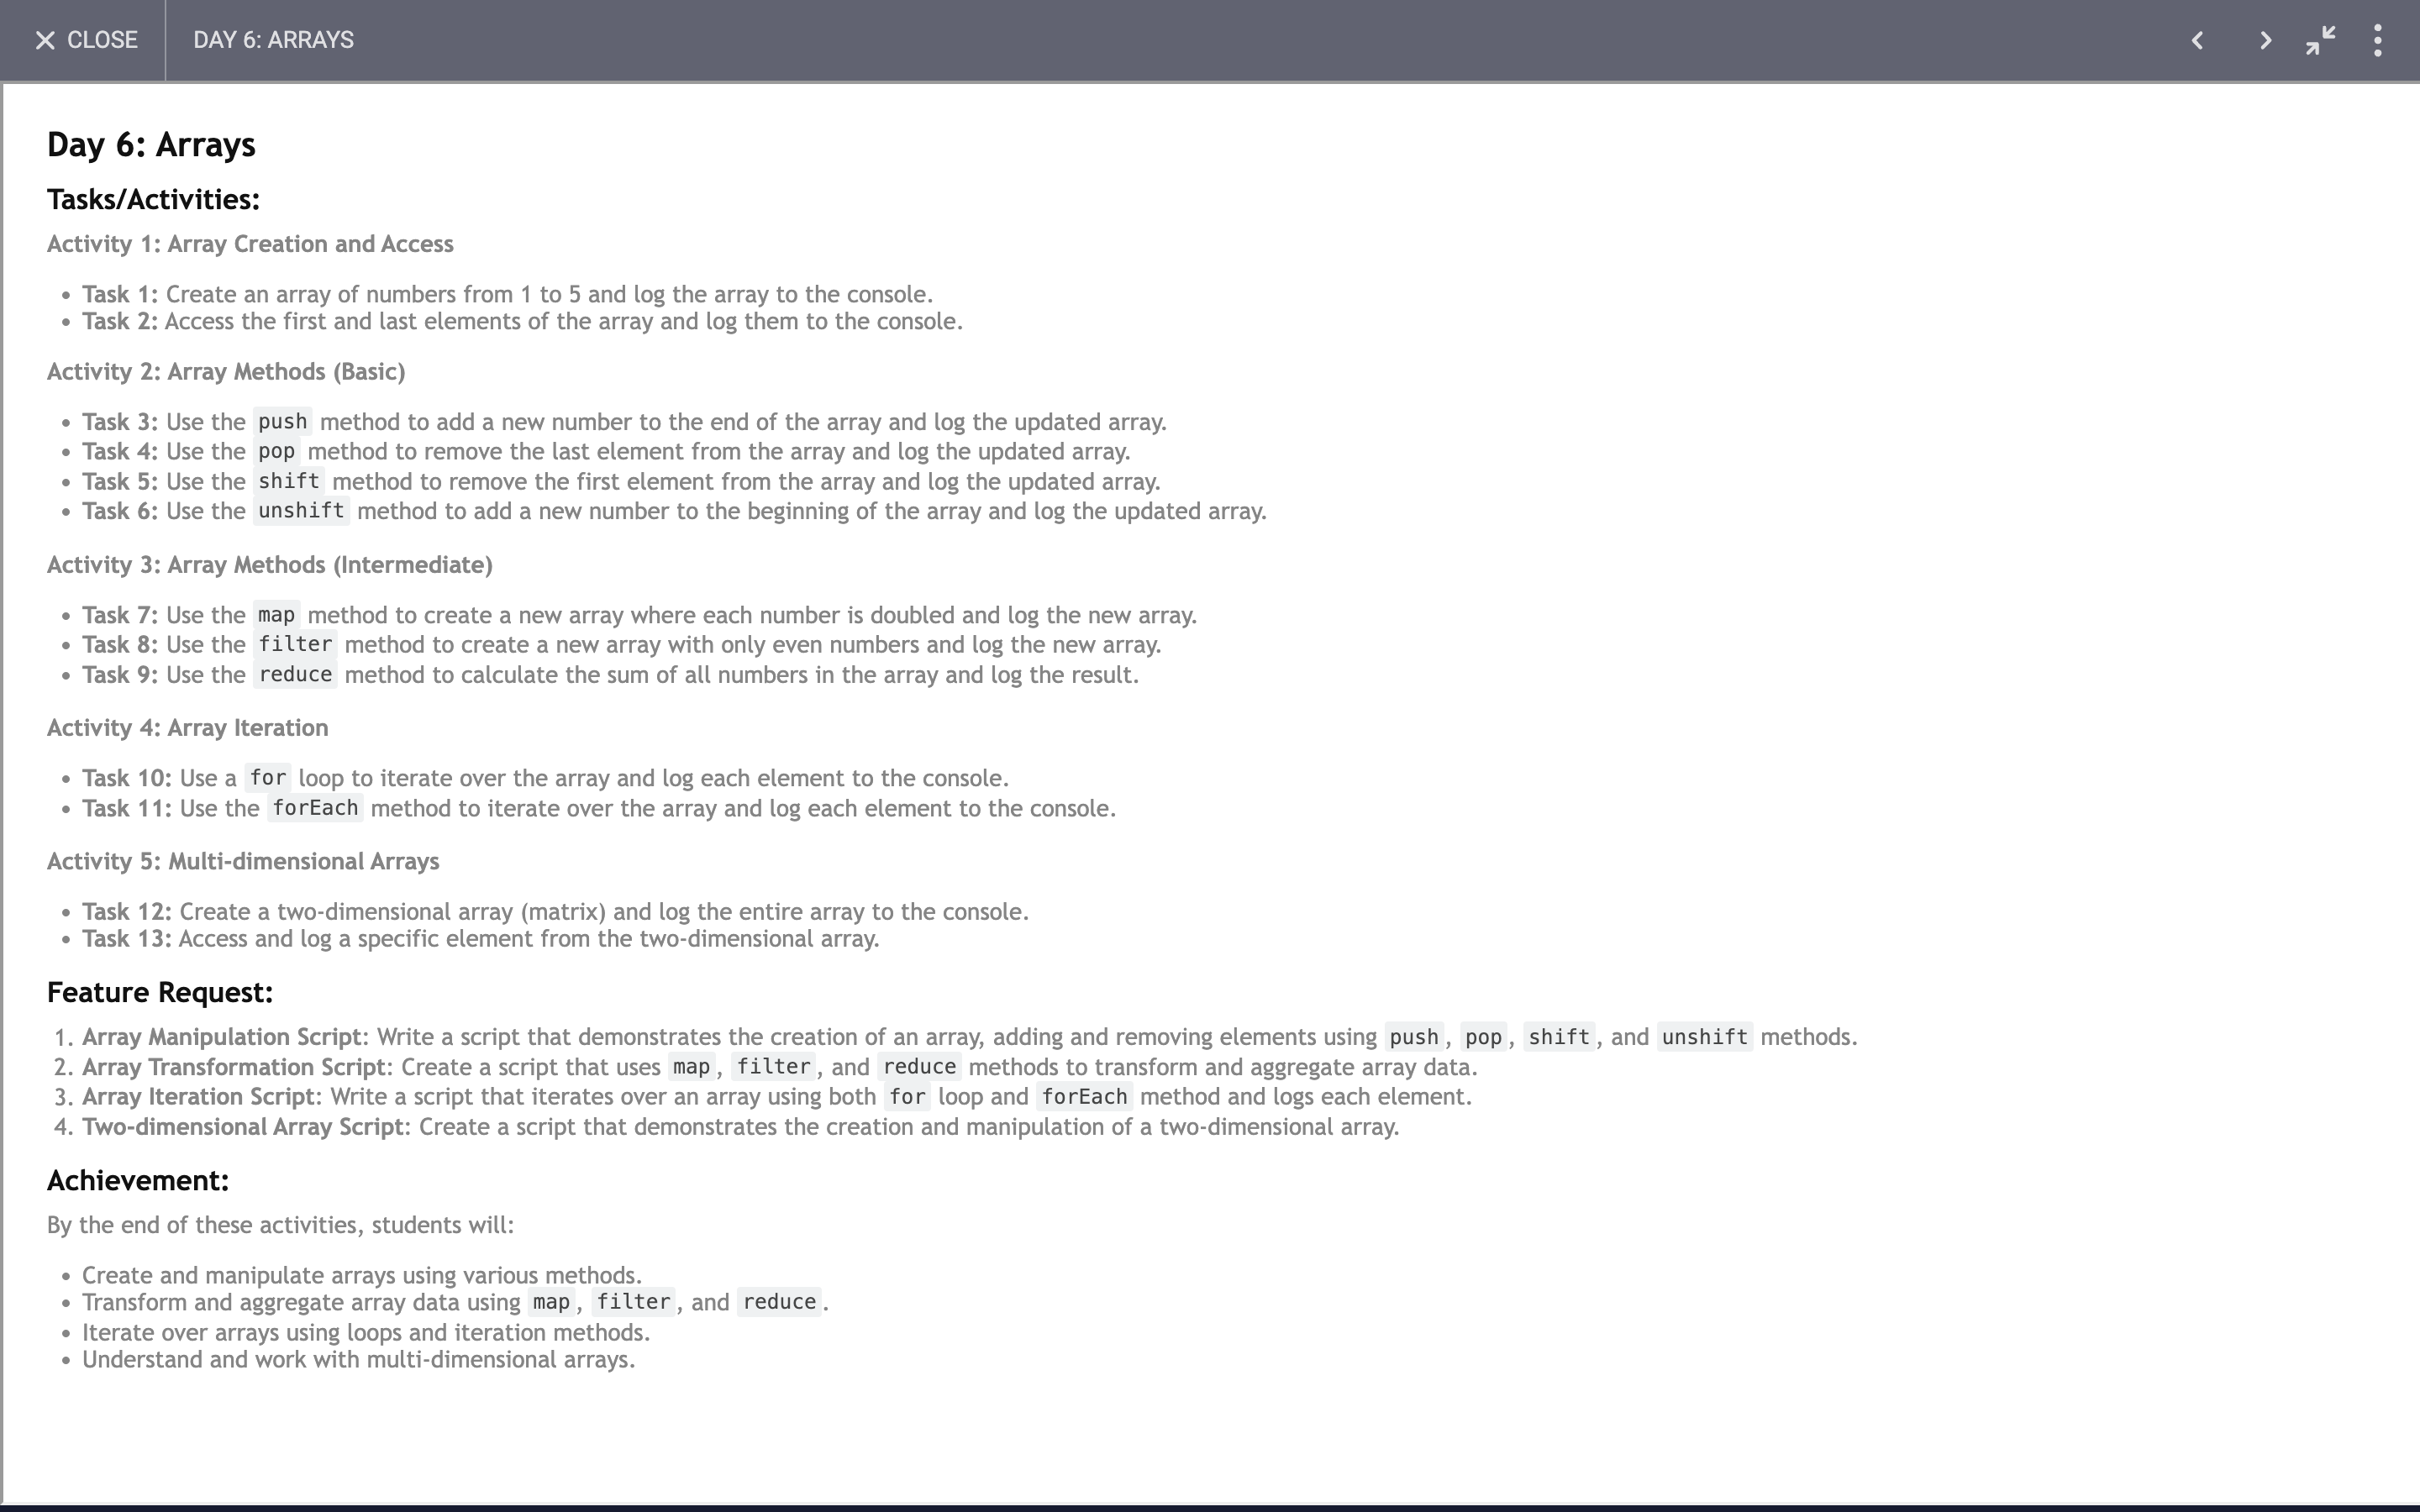 CLOSE
DAY 6: ARRAYS
Day 6: Arrays
Tasks/Activities:
Activity 1: Array Creation and Access
• Task 1: Create an array of numbers from 1 to 5 and log the array to the console.
• Task 2: Access the first and last elements of the array and log them to the console.
Activity 2: Array Methods (Basic)
• Task 3: Use the push method to add a new number to the end of the array and log the updated array.
• Task 4: Use the pop method to remove the last element from the array and log the updated array.
• Task 5: Use the shift method to remove the first element from the array and log the updated array.
• Task 6: Use the unshift method to add a new number to the beginning of the array and log the updated array.
Activity 3: Array Methods (Intermediate)
• Task 7: Use the map method to create a new array where each number is doubled and log the new array.
• Task 8: Use the filter method to create a new array with only even numbers and log the new array.
• Task 9: Use the reduce method to calculate the sum of all numbers in the array and log the result.
Activity 4: Array Iteration
• Task 10: Use a for loop to iterate over the array and log each element to the console.
• Task 11: Use the forEach method to iterate over the array and log each element to the console.
Activity 5: Multi-dimensional Arrays
• Task 12: Create a two-dimensional array (matrix) and log the entire array to the console.
• Task 13: Access and log a specific element from the two-dimensional array.
Feature Request:
1. Array Manipulation Script: Write a script that demonstrates the creation of an array, adding and removing elements using push, pop, shift, and unshift methods.
2. Array Transformation Script: Create a script that uses map, filter, and reduce methods to transform and aggregate array data.
3. Array Iteration Script: Write a script that iterates over an array using both for loop and forEach method and logs each element.
4. Two-dimensional Array Script: Create a script that demonstrates the creation and manipulation of a two-dimensional array.
Achievement:
By the end of these activities, students will:
• Create and manipulate arrays using various methods.
• Transform and aggregate array data using map, filter, and reduce.
• Iterate over arrays using loops and iteration methods.
• Understand and work with multi-dimensional arrays.